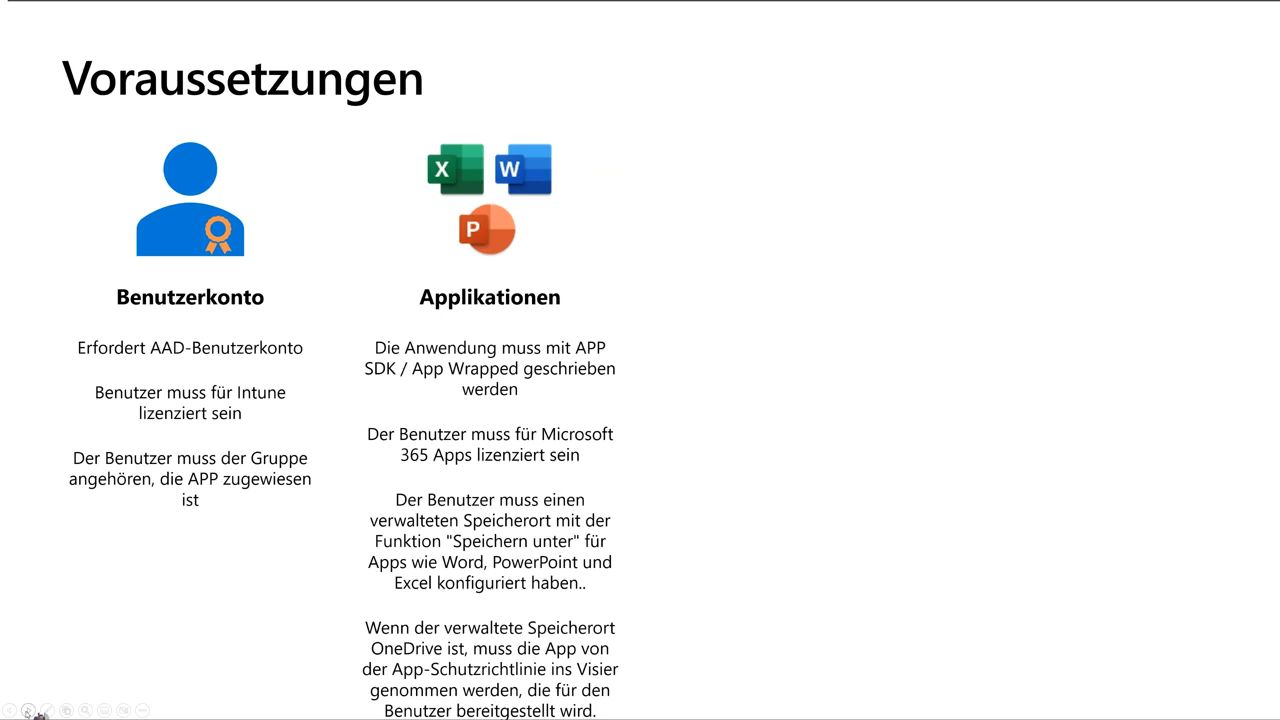 Voraussetzungen
X
W
P
Benutzerkonto
Erfordert AAD-Benutzerkonto
Benutzer muss für Intune
lizenziert sein
Der Benutzer muss der Gruppe
angehören, die APP zugewiesen
ist
Applikationen
Die Anwendung muss mit APP
SDK / App Wrapped geschrieben
werden
Der Benutzer muss für Microsoft
365 Apps lizenziert sein
Der Benutzer muss einen
verwalteten Speicherort mit der
Funktion "Speichern unter" für
Apps wie Word, PowerPoint und
Excel konfiguriert haben..
Wenn der verwaltete Speicherort
OneDrive ist, muss die App von
der App-Schutzrichtlinie ins Visier
genommen werden, die für den
Benutzer bereitgestellt wird.